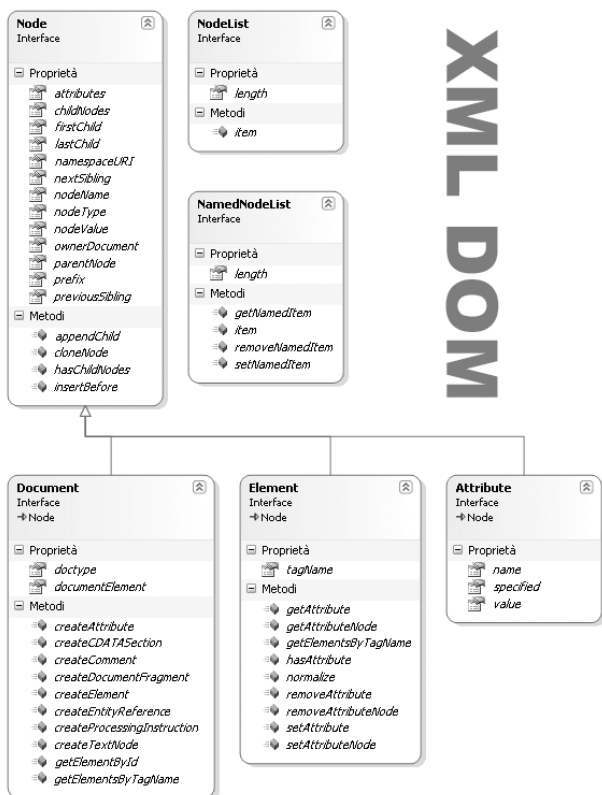 Node
Interface
Proprietà
attributes
childNodes
firstChild
lastChild
namespaceURI
nextSibling
nodeName
nodeType
nodeValue
ownerDocument
parentNode
prefix
previousSibling
Metodi
appendChild
cloneNode
hasChildNodes
insertBefore
NodeList
Interface
Proprietà
length
Metodi
item
NamedNodeList
Interface
Proprietà
length
Metodi
getNamedItem
item
removeNamedItem
setNamedItem
XML DOM
Document
Interface
Node
Proprietà
doctype
documentElement
Metodi
createAttribute
createCDATASection
createComment
createDocumentFragment
createElement
createEntityReference
createProcessingInstruction
createTextNode
getElementById
getElementsByTagName
Element
Interface
Node
Proprietà
tagName
Metodi
getAttribute
getAttributeNode
getElementsByTagName
hasAttribute
normalize
removeAttribute
removeAttributeNode
setAttribute
setAttributeNode
Attribute
Interface
Node
Proprietà
name
specified
value